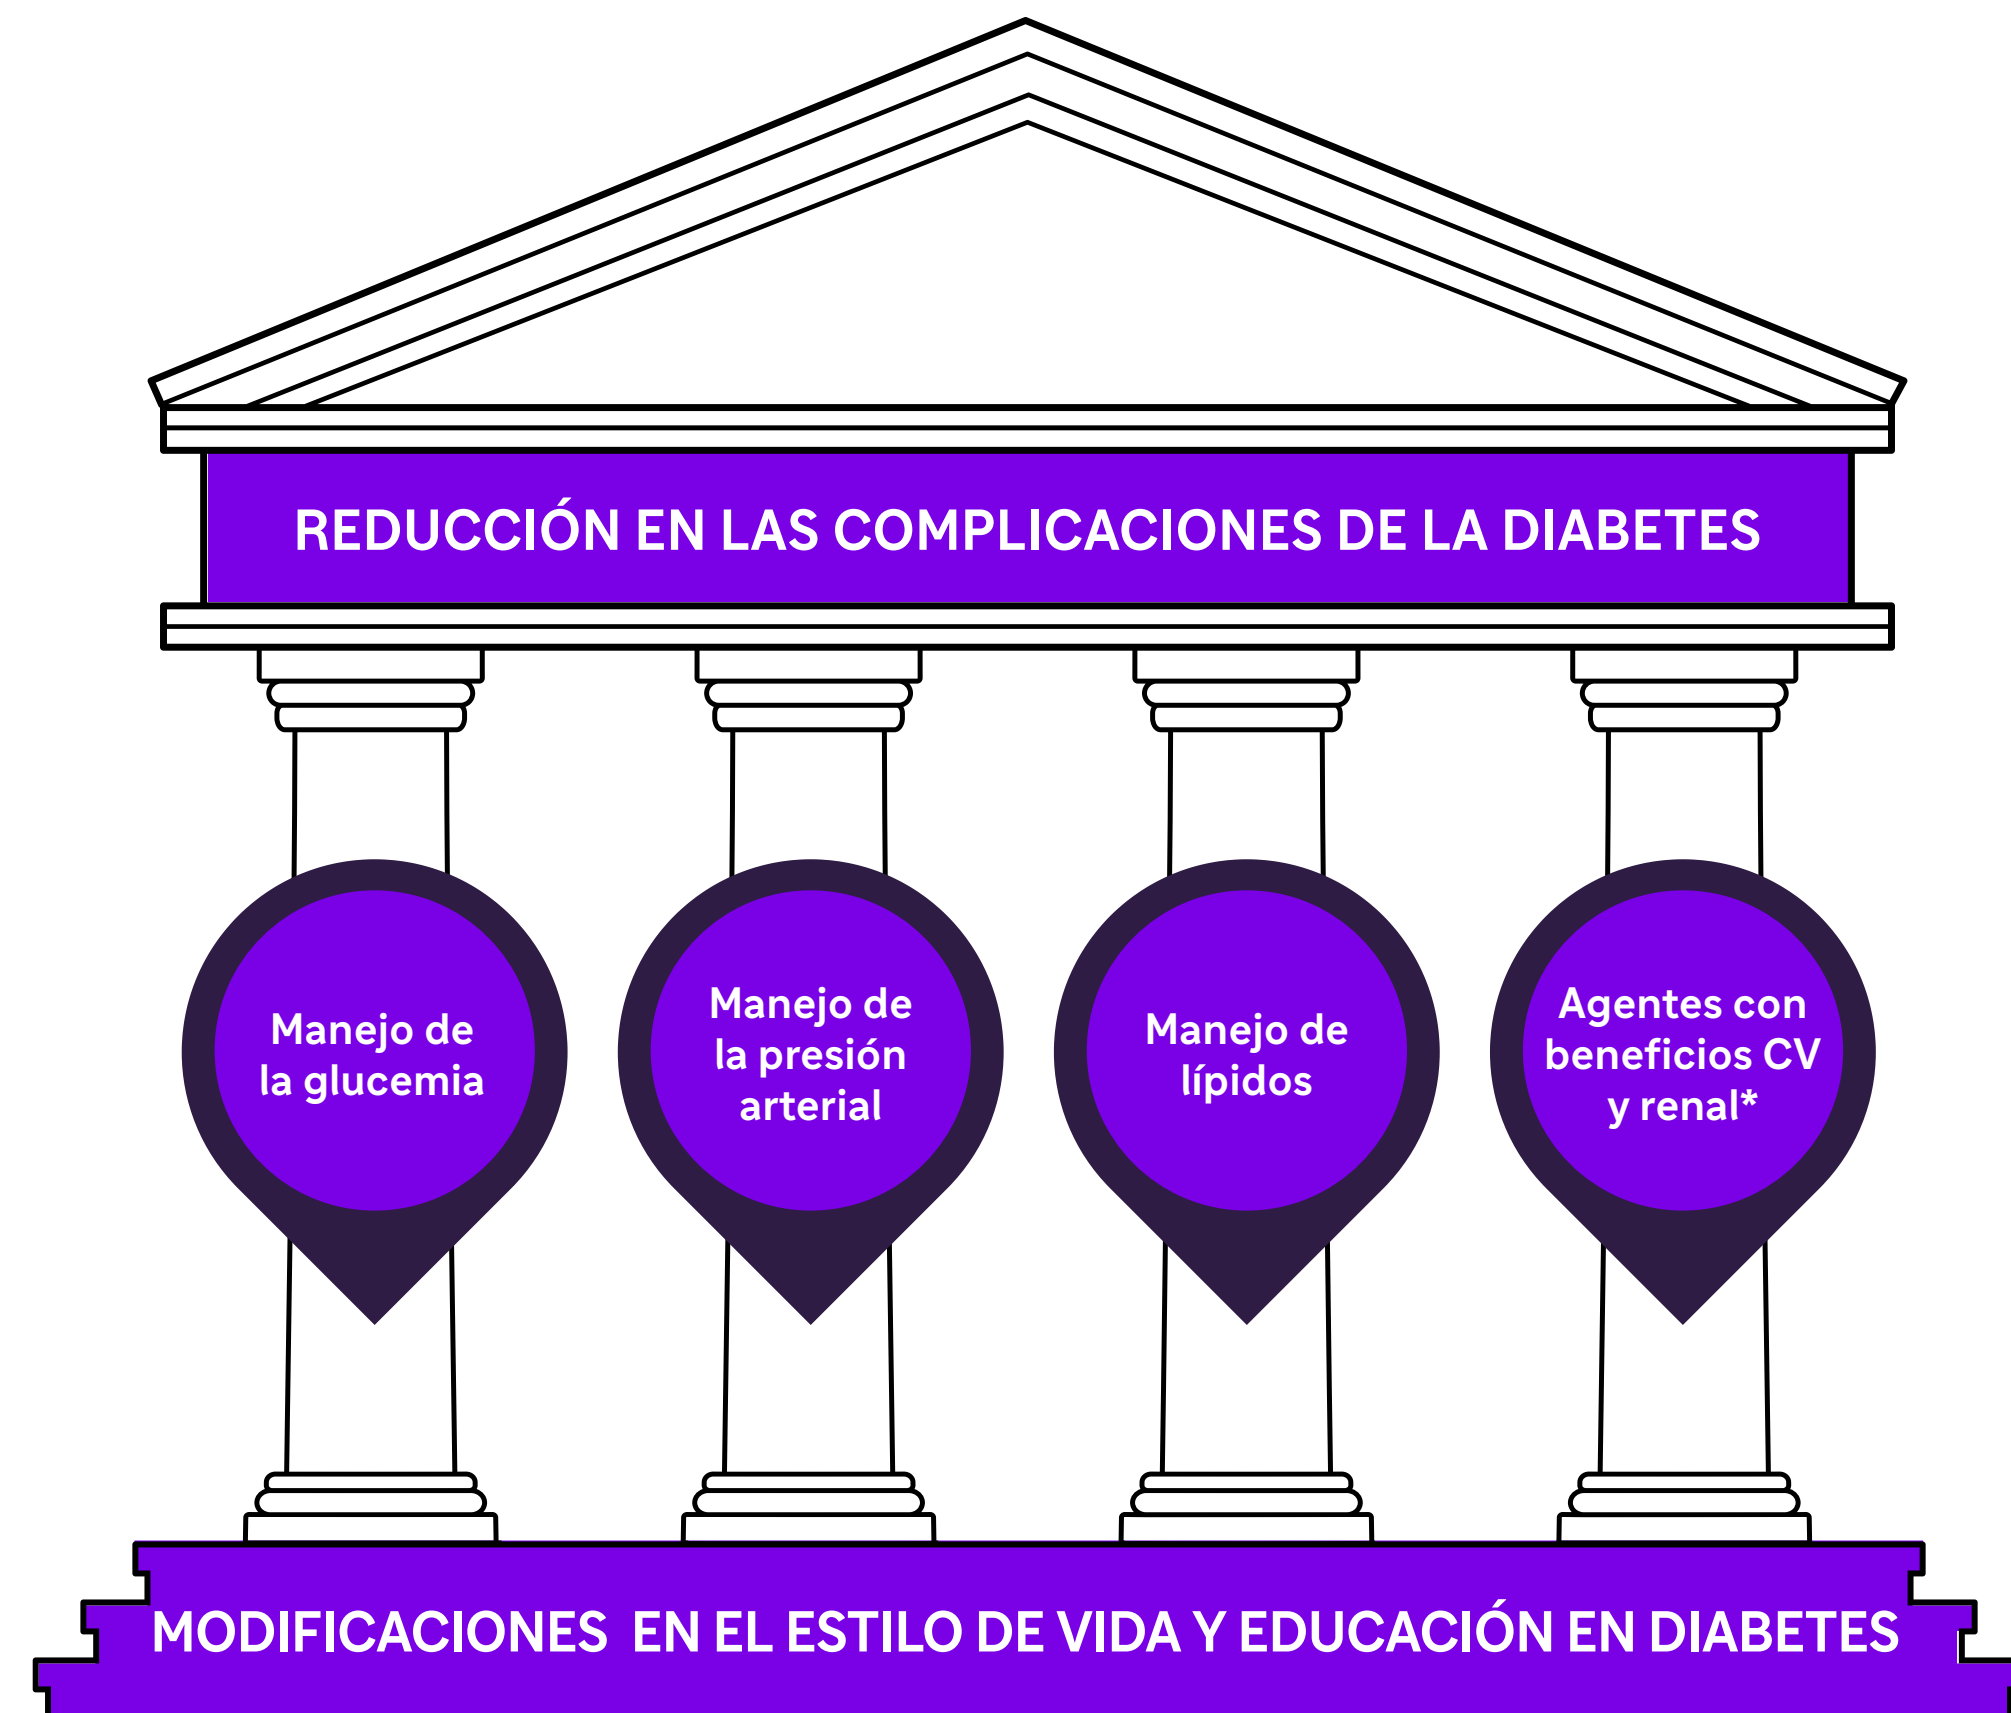 REDUCCIÓN EN LAS COMPLICACIONES DE LA DIABETES
Manejo de
la glucemia
Manejo de
la presión
arterial
Manejo de
lípidos
Agentes con
beneficios CV
y renal*
MODIFICACIONES EN EL ESTILO DE VIDA Y EDUCACIÓN EN DIABETES